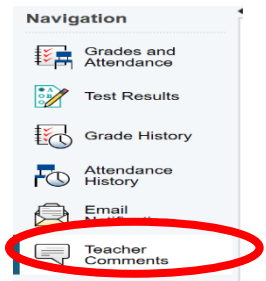 Navigation
Grades and
Attendance
Test Results
Grade History
Attendance
History
Email
Teacher
Comments